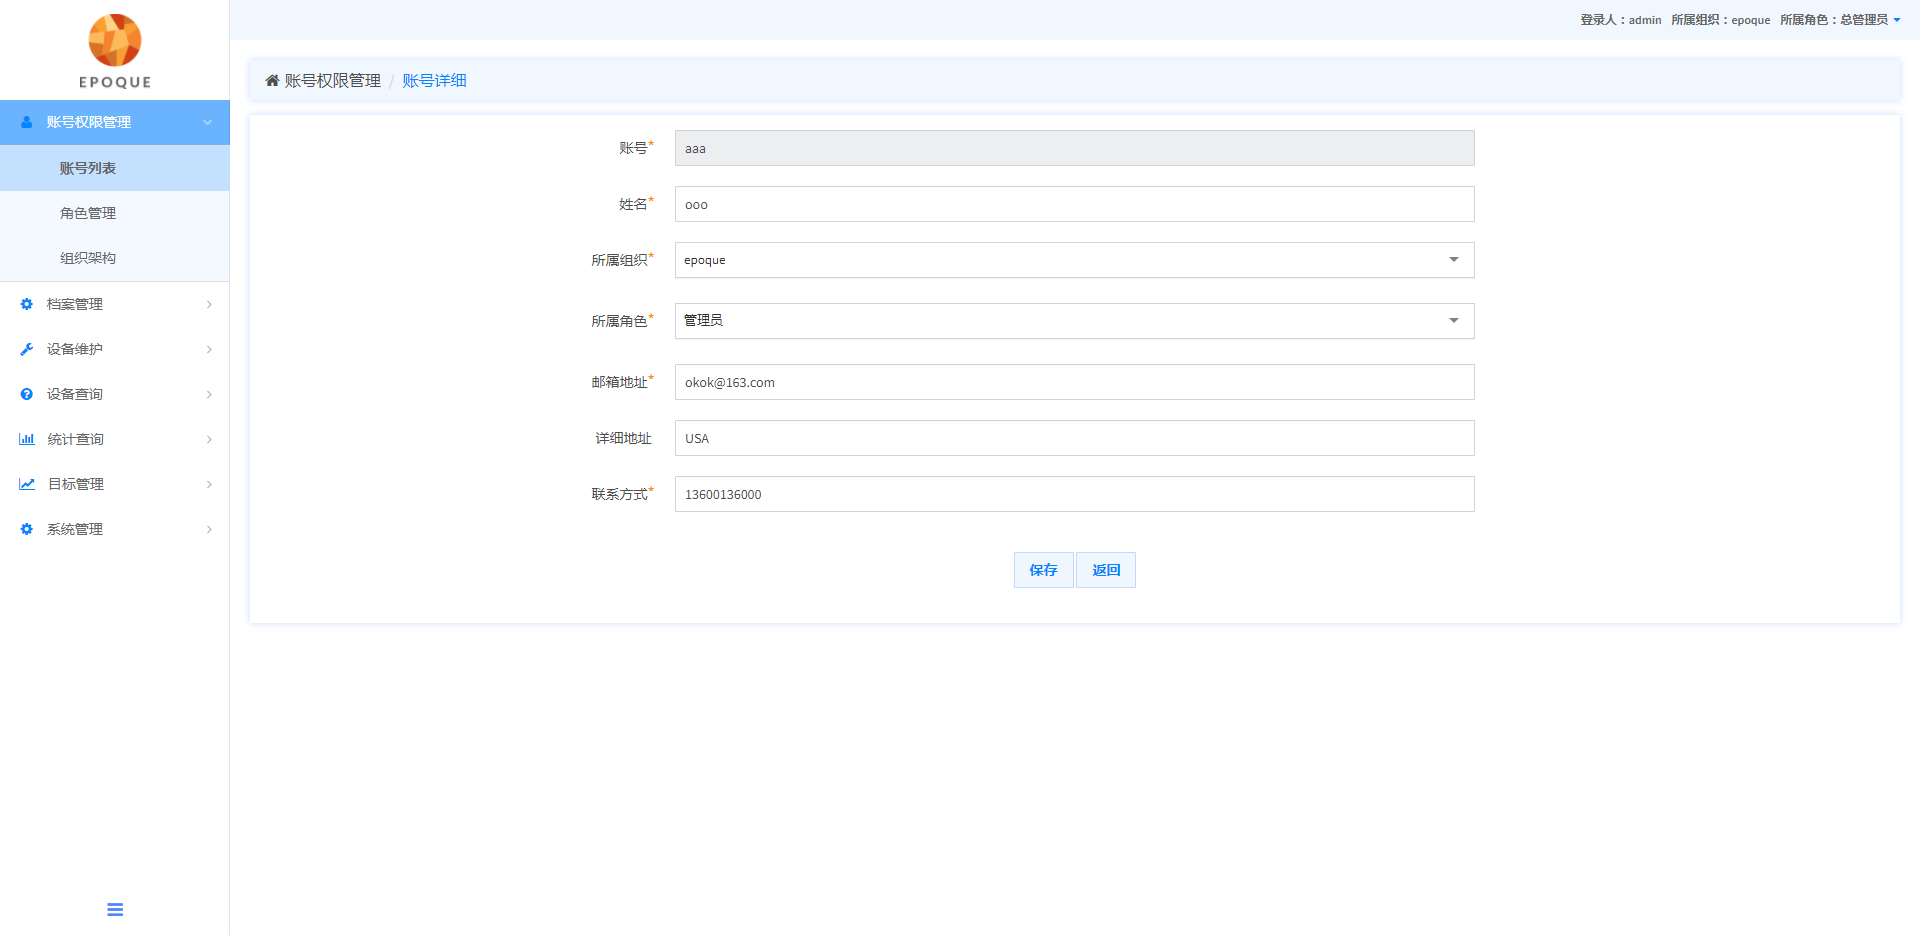 EPOQUE
登录人：admin 所属组织：epoque 所属角色：总管理员
账号权限管理 / 账号详细
账号权限管理
账号列表
角色管理
组织架构
档案管理
设备维护
设备查询
统计查询
目标管理
系统管理
账号* aaa
姓名* ooo
所属组织* epoque
所属角色* 管理员
邮箱地址* okok@163.com
详细地址 USA
联系方式* 13600136000
保存 返回